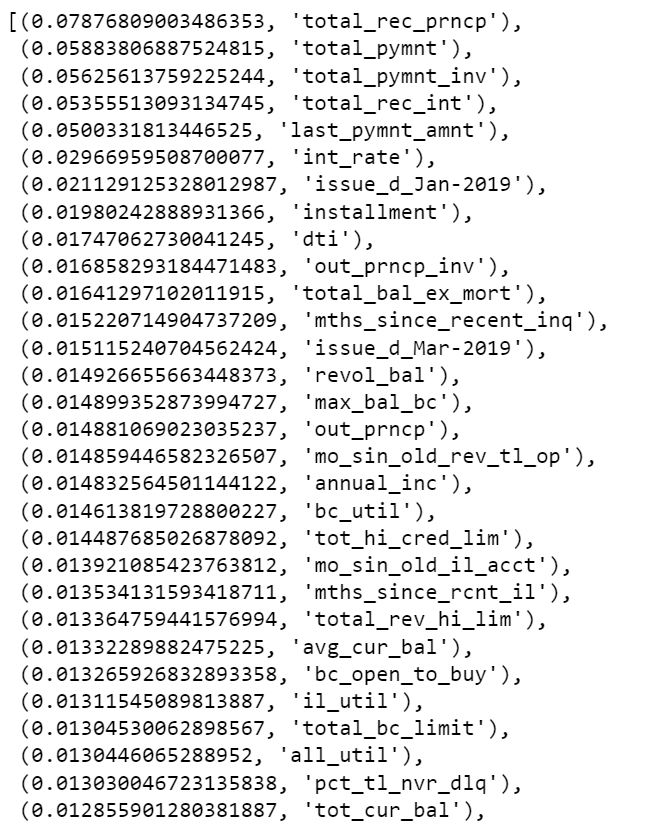 [(0.07876809003486353, 'total_rec_prncp'),
(0.05883806887524815, 'total_pymnt'),
(0.05625613759225244, 'total_pymnt_inv'),
(0.05355513093134745, 'total_rec_int'),
(0.0500331813446525, 'last_pymnt_amnt'),
(0.02966959508700077, 'int_rate'),
(0.021129125328012987, 'issue_d_Jan-2019'),
(0.01980242888931366, 'installment'),
(0.01747062730041245, 'dti'),
(0.016858293184471483, 'out_prncp_inv'),
(0.01641297102011915, 'total_bal_ex_mort'),
(0.015220714904737209, 'mths_since_recent_inq'),
(0.015115240704562424, 'issue_d_Mar-2019'),
(0.014926655663448373, 'revol_bal'),
(0.014899352873994727, 'max_bal_bc'),
(0.014881069023035237, 'out_prncp'),
(0.014859446582326507, 'mo_sin_old_rev_tl_op'),
(0.014832564501144122, 'annual_inc'),
(0.014613819728800227, 'bc_util'),
(0.014487685026878092, 'tot_hi_cred_lim'),
(0.013921085423763812, 'mo_sin_old_il_acct'),
(0.013534131593418711, 'mths_since_rcnt_il'),
(0.013364759441576994, 'total_rev_hi_lim'),
(0.01332289882475225, 'avg_cur_bal'),
(0.013265926832893358, 'bc_open_to_buy'),
(0.01311545089813887, 'il_util'),
(0.01304530062898567, 'total_bc_limit'),
(0.0130446065288952, 'all_util'),
(0.013030046723135838, 'pct_tl_nvr_dlq'),
(0.012855901280381887, 'tot_cur_bal'),